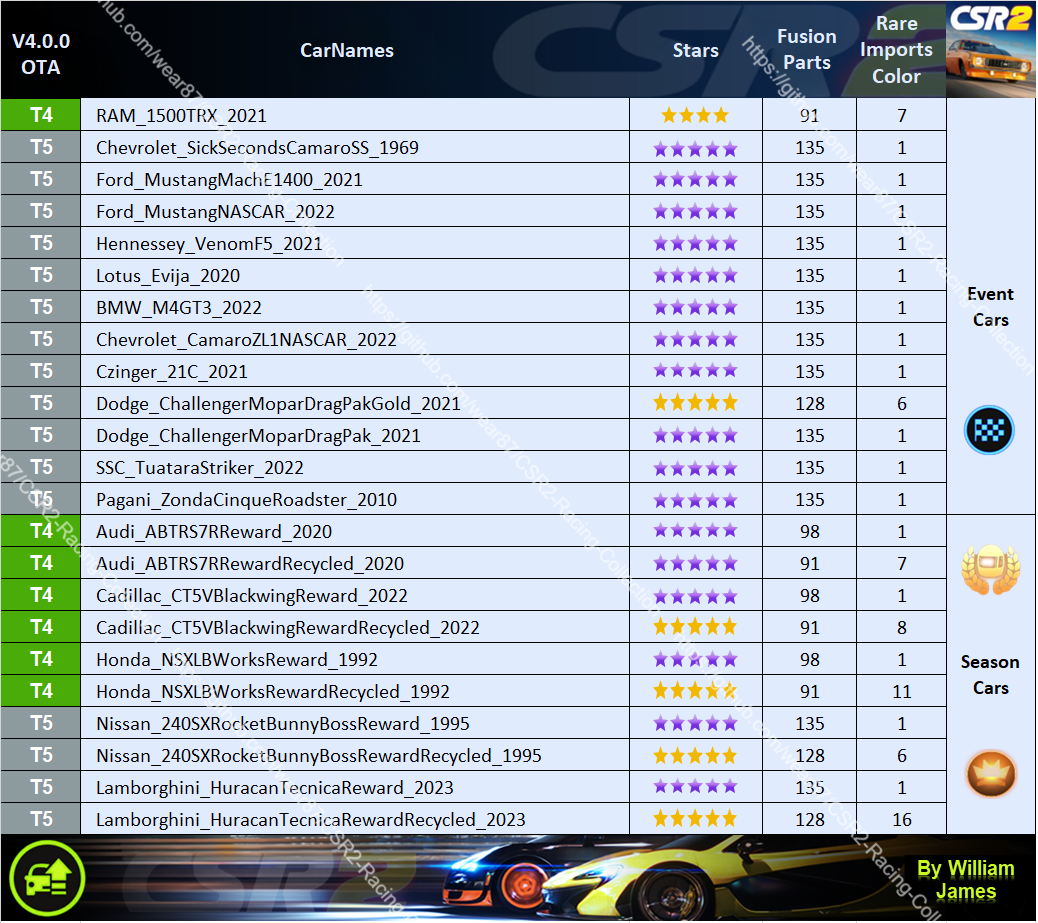 V4.0.0 OTA CarNames Stars Fusion Parts Rare Imports Color CSR2
T4 RAM_1500TRX_2021 91 7
T5 Chevrolet_SickSecondsCamaroSS_1969 135 1
T5 Ford_MustangMachE1400_2021 135 1
T5 Ford_MustangNASCAR_2022 135 1
T5 Hennessey_VenomF5_2021 135 1
T5 Lotus_Evija_2020 135 1
T5 BMW_M4GT3_2022 135 1
T5 Chevrolet_CamaroZL1NASCAR_2022 135 1
T5 Czinger_21C_2021 135 1
T5 Dodge_ChallengerMoparDragPakGold_2021 128 6
T5 Dodge_ChallengerMoparDragPak_2021 135 1
T5 SSC_TuataraStriker_2022 135 1
T5 Pagani_ZondaCinqueRoadster_2010 135 1
Event
Cars
T4 Audi_ABTRS7RReward_2020 98 1
T4 Audi_ABTRS7RRewardRecycled_2020 91 7
T4 Cadillac_CT5VBlackwingReward_2022 98 1
T4 Cadillac_CT5VBlackwingRewardRecycled_2022 91 8
T4 Honda_NSXLBWorksReward_1992 98 1
T4 Honda_NSXLBWorksRewardRecycled_1992 91 11
T5 Nissan_240SXRocketBunnyBossReward_1995 135 1
T5 Nissan_240SXRocketBunnyBossRewardRecycled_1995 128 6
T5 Lamborghini_HuracanTecnicaReward_2023 135 1
T5 Lamborghini_HuracanTecnicaRewardRecycled_2023 128 16
Season
Cars
By William
James
https://github.com/wear87/CSR2-Racing-Collection